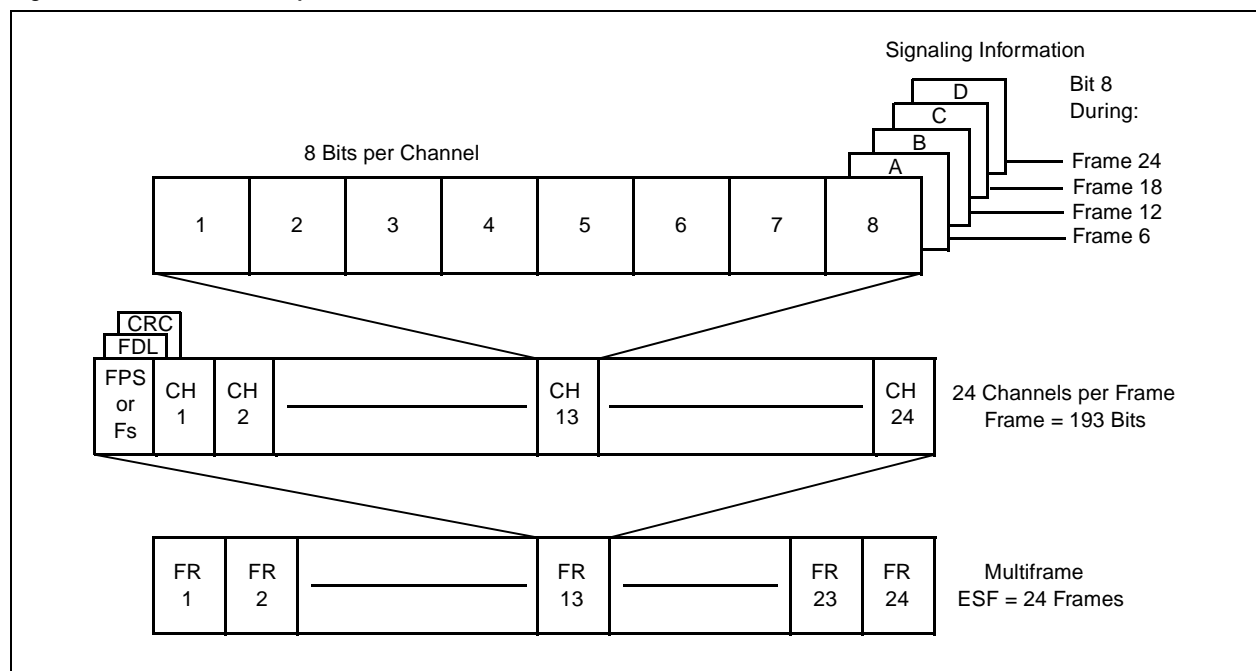 Signaling Information
Bit 8
During:
D
C
B
A
Frame 24
Frame 18
Frame 12
Frame 6
8 Bits per Channel
1 2 3 4 5 6 7 8
CRC
FDL
FPS
or
Fs
CH
1
CH
2
CH
13
CH
24
24 Channels per Frame
Frame = 193 Bits
FR
1
FR
2
FR
13
FR
23
FR
24
Multiframe
ESF = 24 Frames